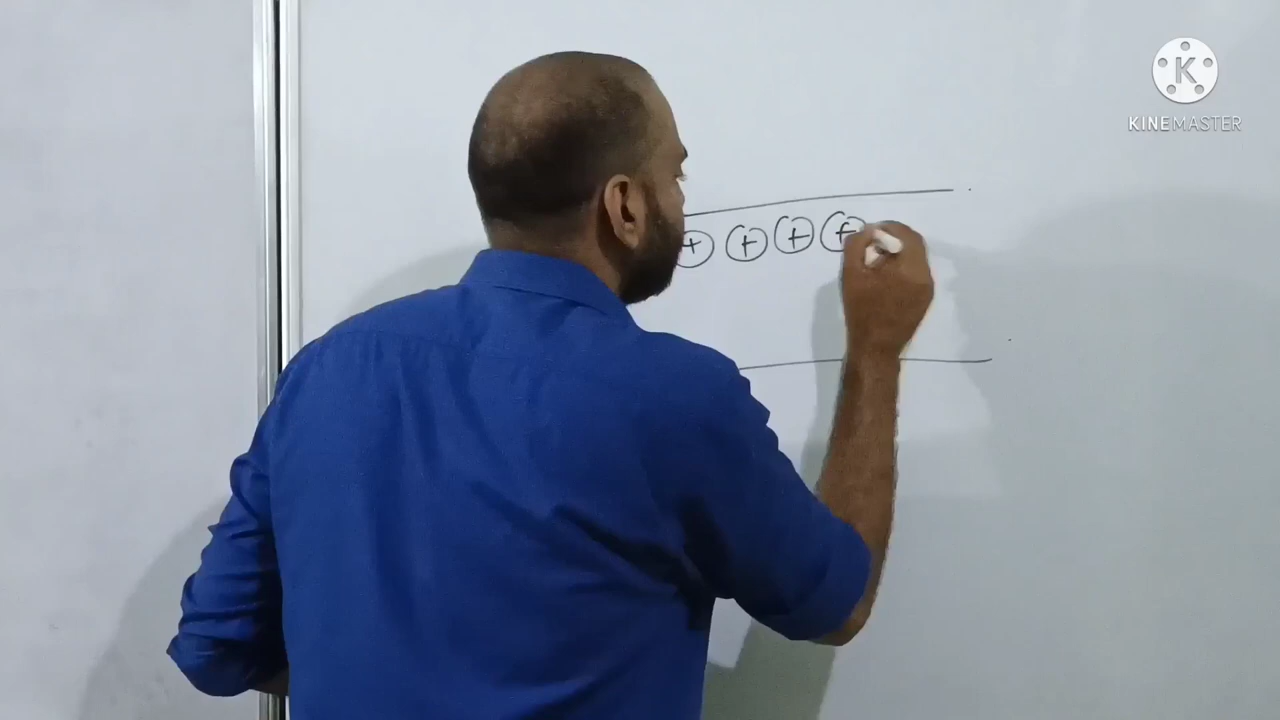 K
KINEMASTER
+ + + +